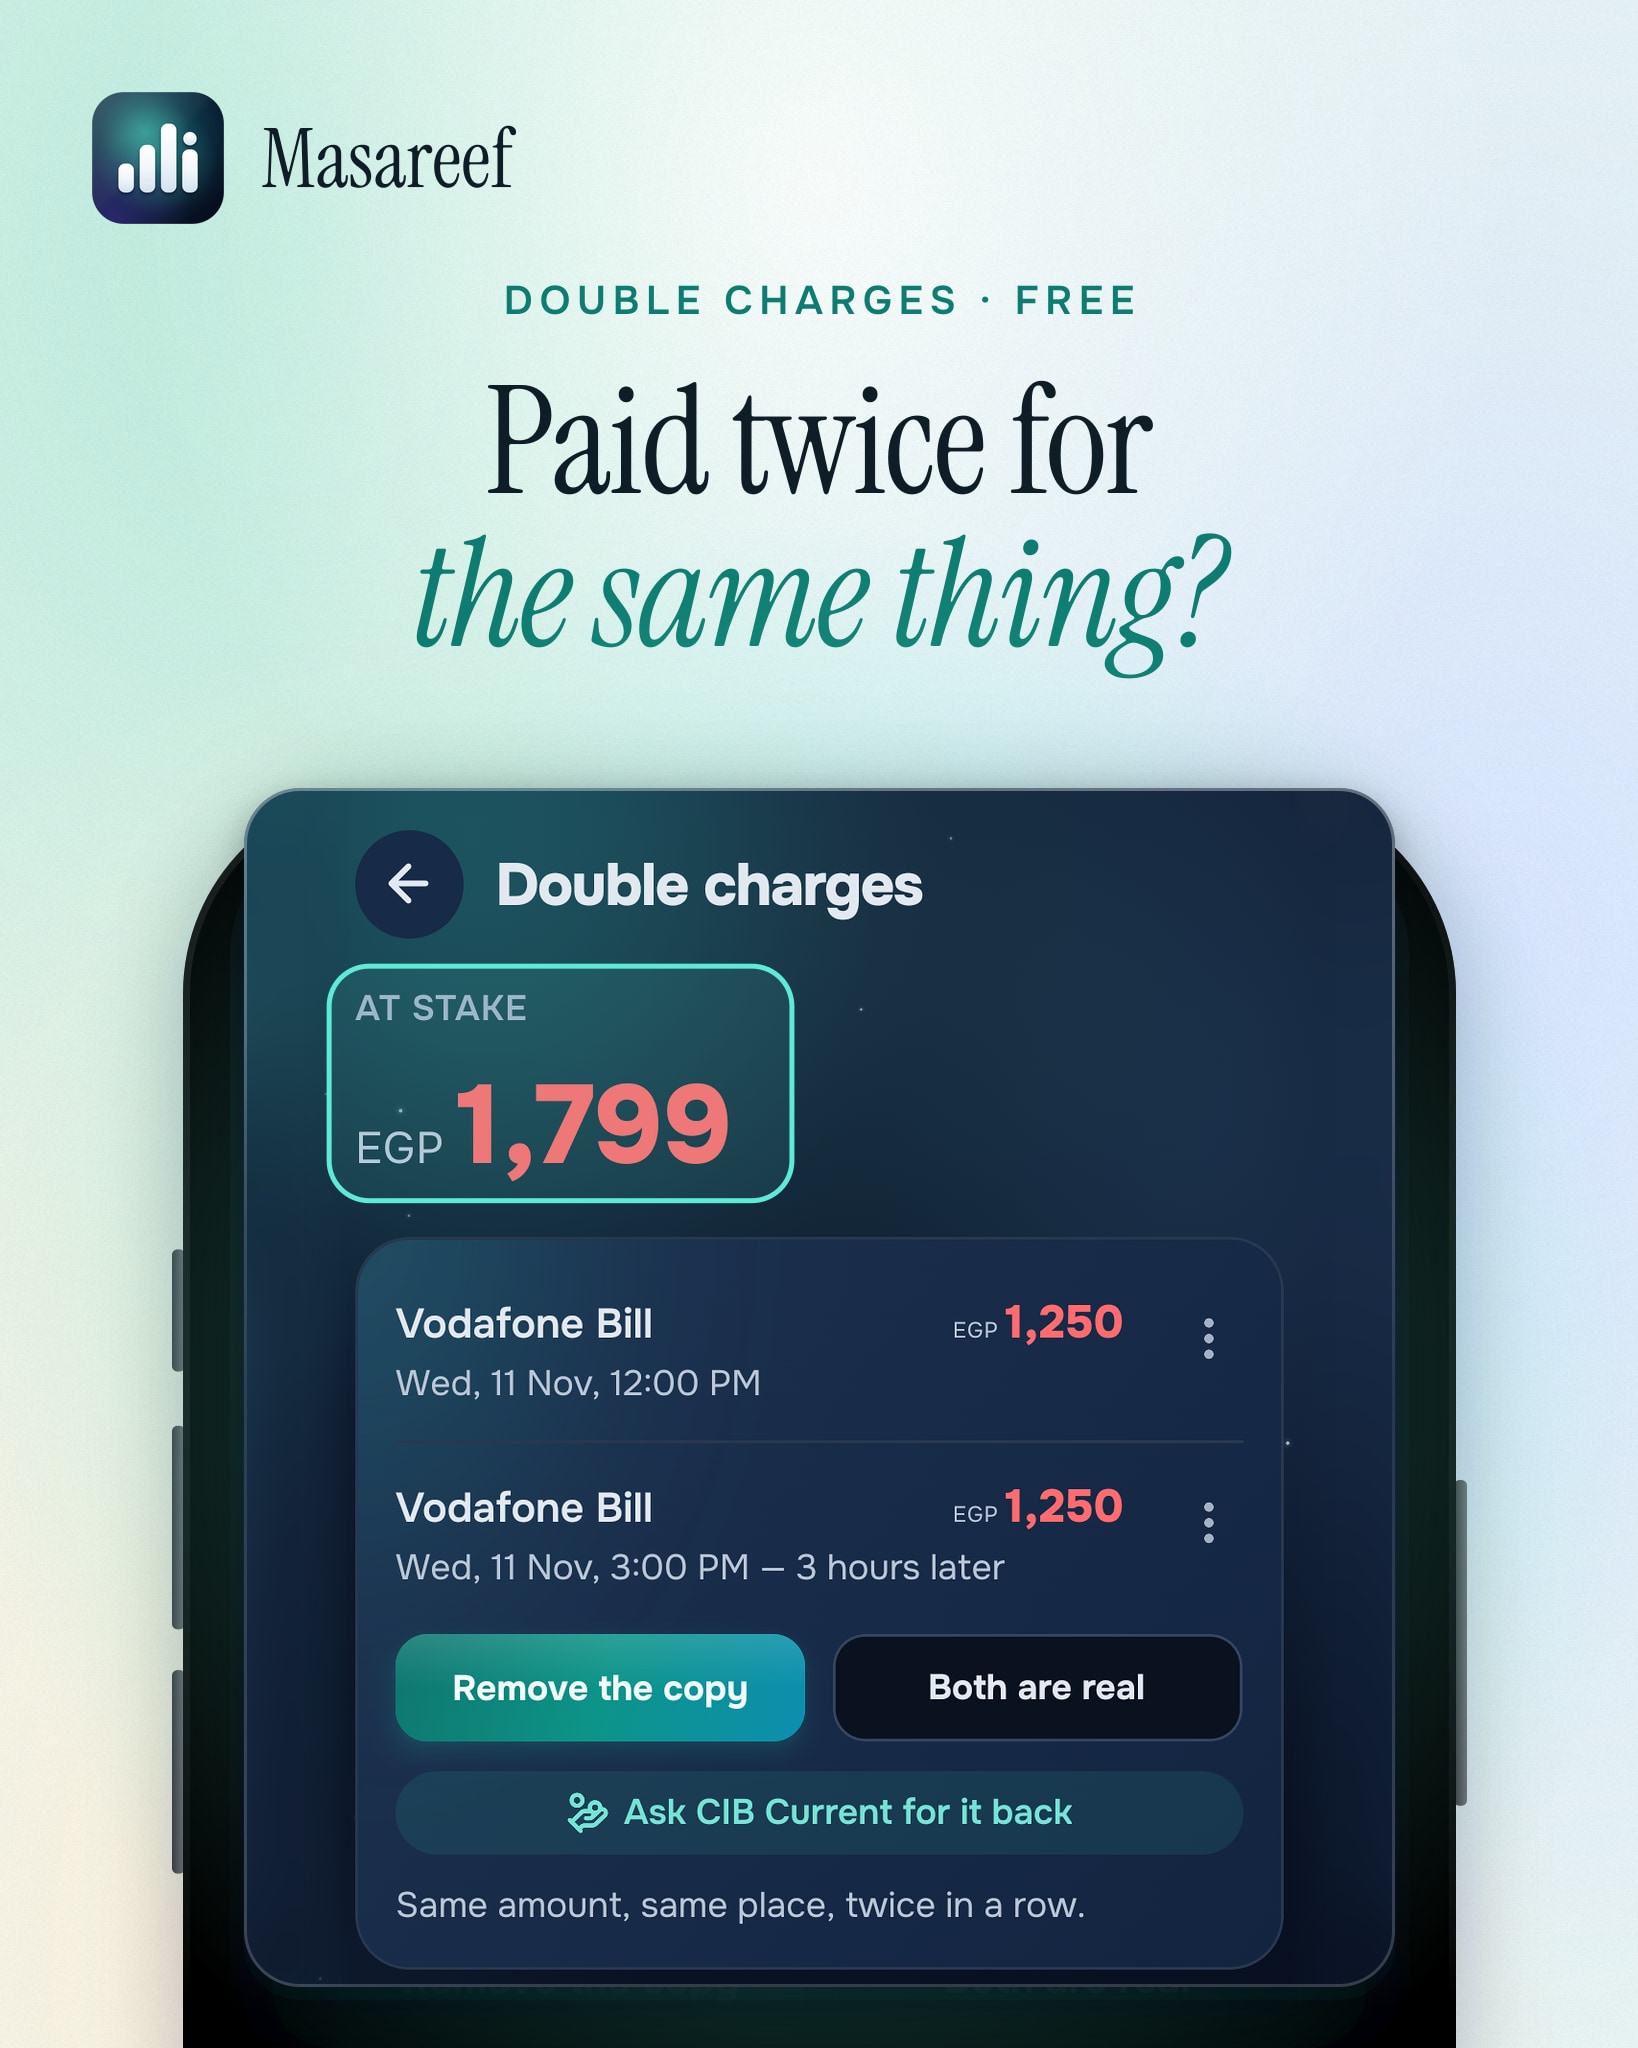 Masareef
DOUBLE CHARGES · FREE
Paid twice for
the same thing?
Double charges
AT STAKE
EGP 1,799
Vodafone Bill EGP 1,250
Wed, 11 Nov, 12:00 PM
Vodafone Bill EGP 1,250
Wed, 11 Nov, 3:00 PM — 3 hours later
Remove the copy Both are real
Ask CIB Current for it back
Same amount, same place, twice in a row.